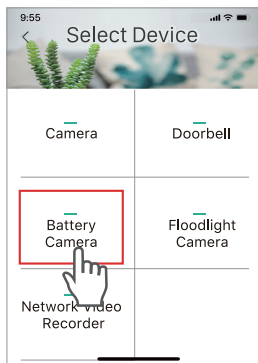 9:55
Select Device
Camera
Doorbell
Battery
Camera
Floodlight
Camera
Network Video
Recorder